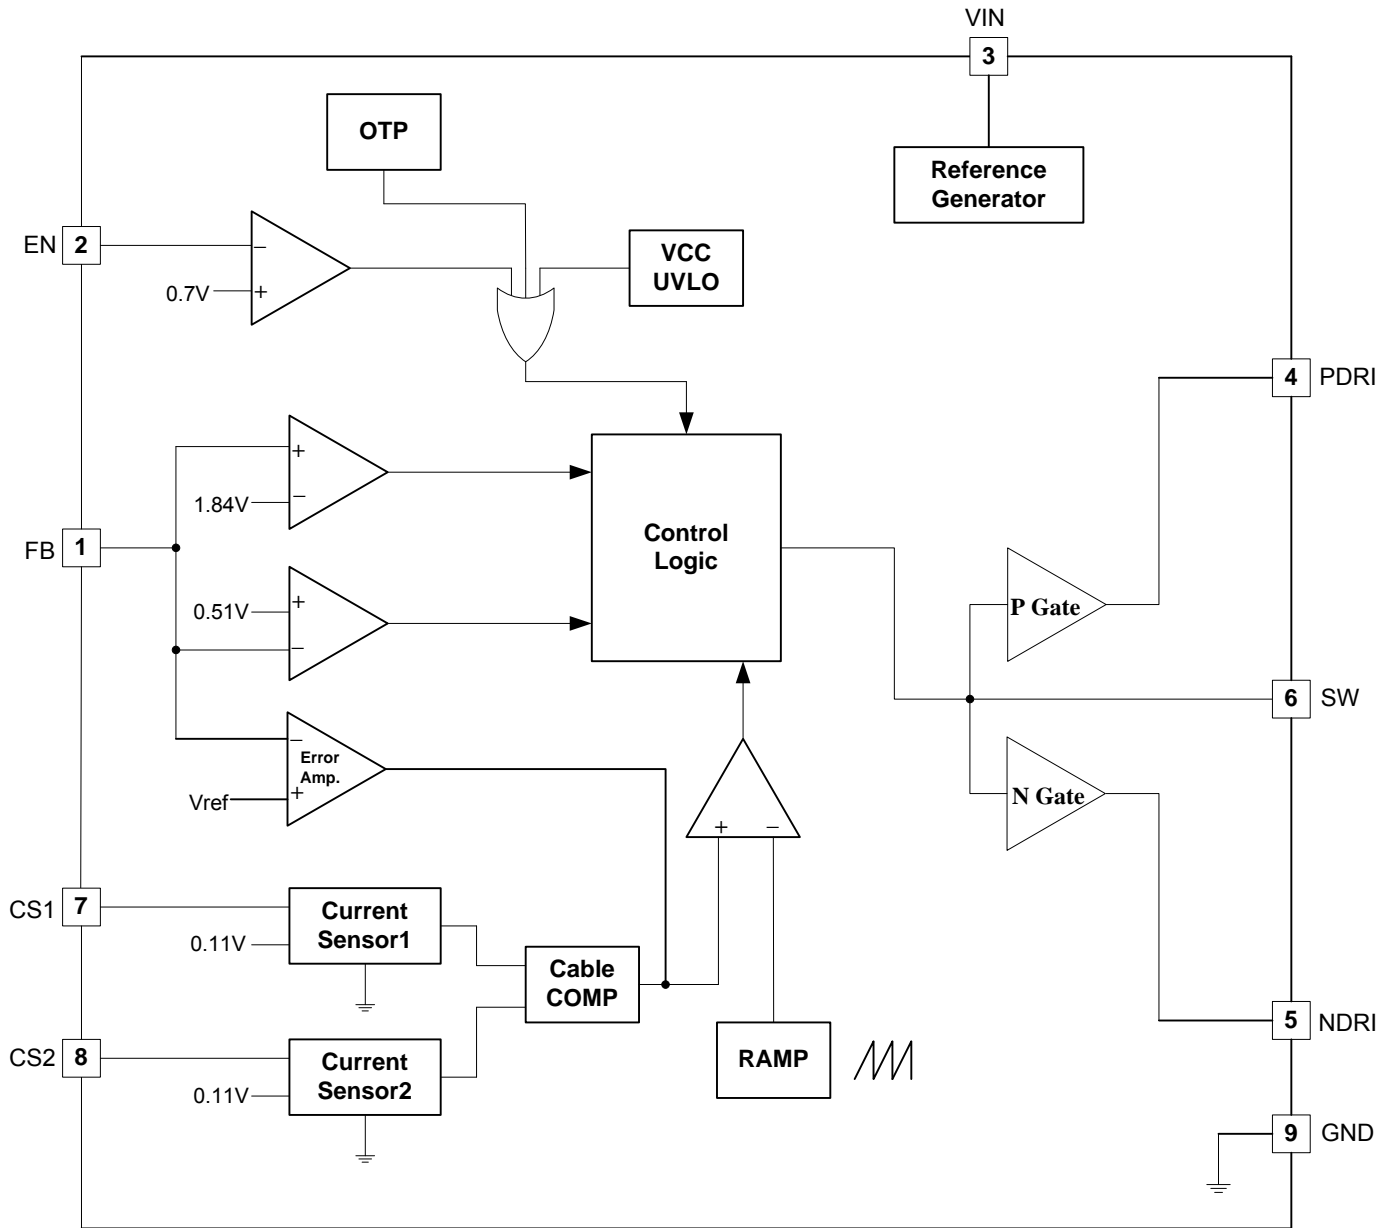 VIN
3
OTP
Reference
Generator
EN
2
−
0.7V
+
VCC
UVLO
4
PDRI
+
1.84V
−
FB
1
Control
Logic
0.51V
+
−
P Gate
6
SW
−
Error
Amp.
Vref
+
+
−
N Gate
CS1
7
Current
Sensor1
0.11V
Cable
COMP
5
NDRI
CS2
8
Current
Sensor2
0.11V
RAMP
9
GND